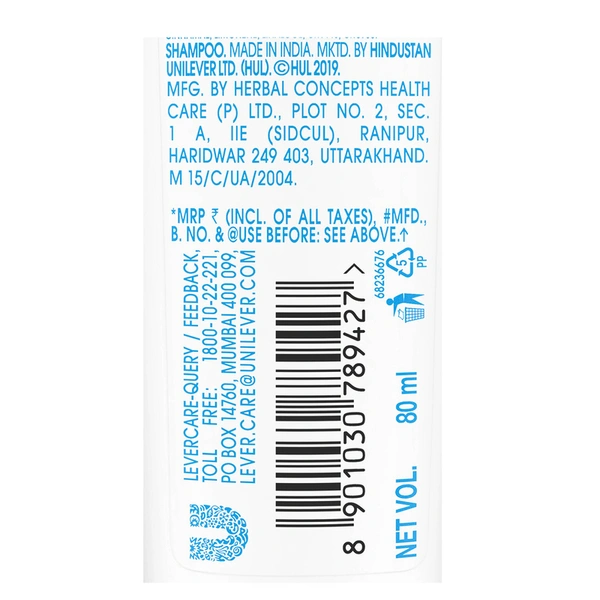 SHAMPOO. MADE IN INDIA. MKTD. BY HINDUSTAN
UNILEVER LTD. (HUL). ©HUL 2019.
MFG. BY HERBAL CONCEPTS HEALTH
CARE (P) LTD., PLOT NO. 2, SEC.
1 A, IIE (SIDCUL), RANIPUR,
HARIDWAR 249 403, UTTARAKHAND.
M 15/C/UA/2004.
*MRP ₹ (INCL. OF ALL TAXES), #MFD.,
B. NO. & @USE BEFORE: SEE ABOVE.↑
LEVERCARE-QUERY / FEEDBACK,
TOLL FREE: 1800-10-22-221,
PO BOX 14760, MUMBAI 400 099,
LEVER.CARE@UNILEVER.COM
8 901030 789427 >
68236676
5
PP
NET VOL. 80 ml